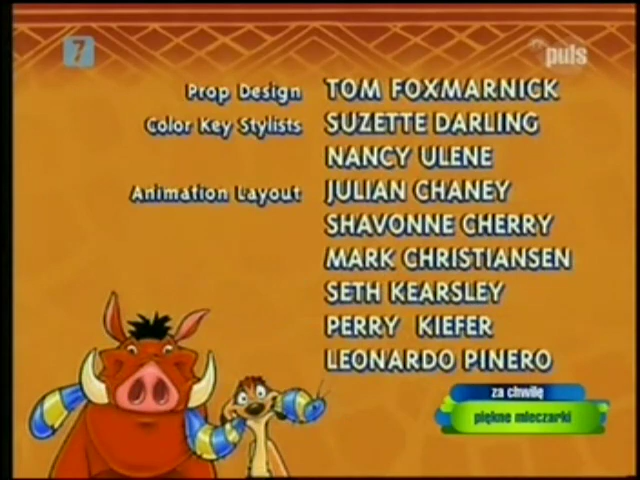 7
puls
Prop Design TOM FOXMARNICK
Color Key Stylists SUZETTE DARLING
NANCY ULENE
Animation Layout JULIAN CHANEY
SHAVONNE CHERRY
MARK CHRISTIANSEN
SETH KEARSLEY
PERRY KIEFER
LEONARDO PINERO
za chwilę
piękne mleczarki